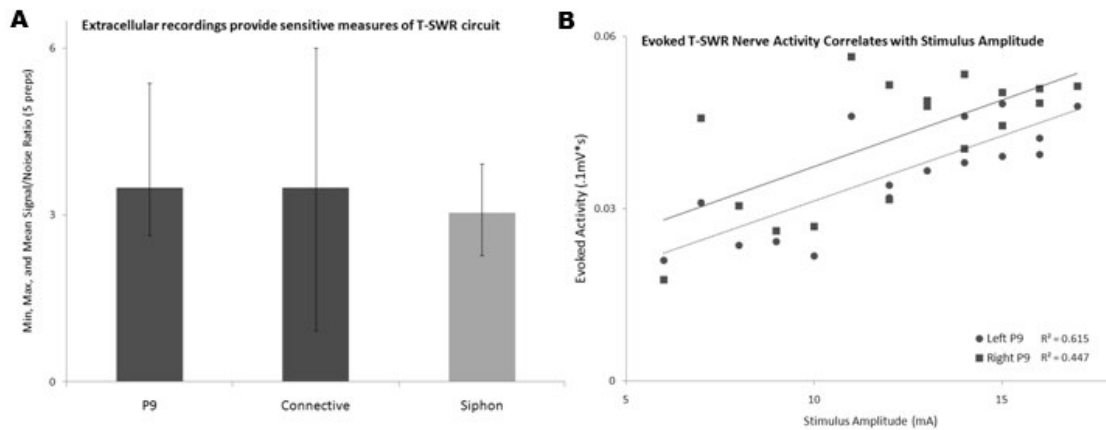 A
Extracellular recordings provide sensitive measures of T-SWR circuit
Min, Max, and Mean Signal/Noise Ratio (5 preps)
6
3
0
P9
Connective
Siphon
B
Evoked T-SWR Nerve Activity Correlates with Stimulus Amplitude
Evoked Activity (.1mV*s)
0.06
0.03
0
Left P9 R² = 0.615
Right P9 R² = 0.447
5
10
15
Stimulus Amplitude (mA)